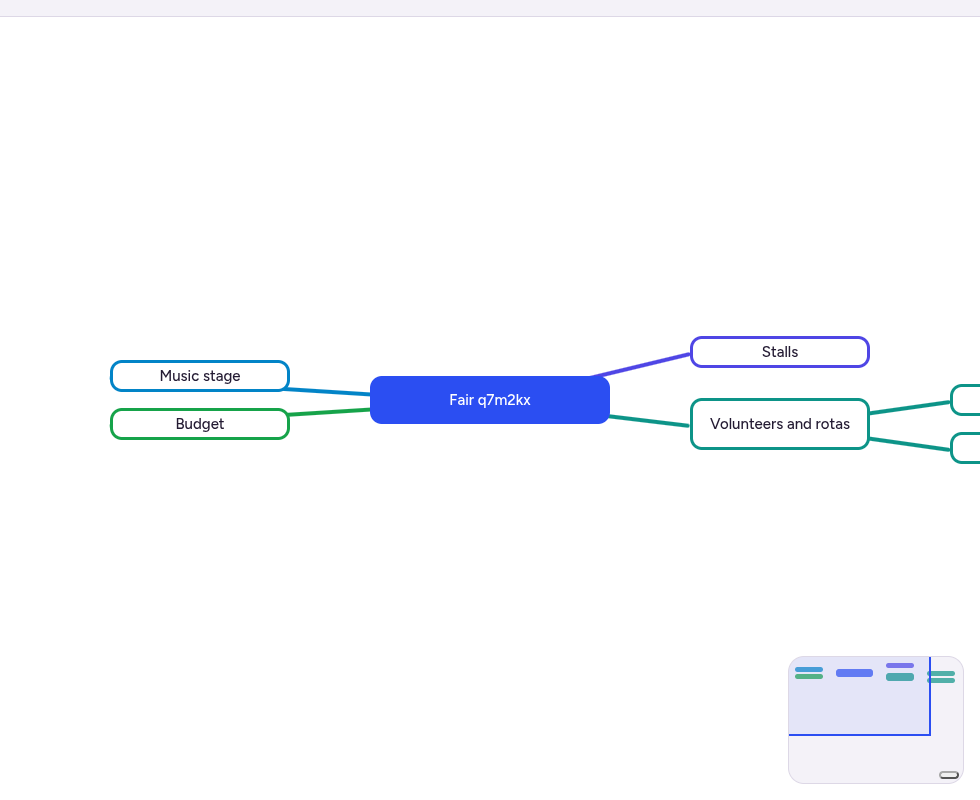 Stalls
Music stage
Fair q7m2kx
Budget
Volunteers and rotas